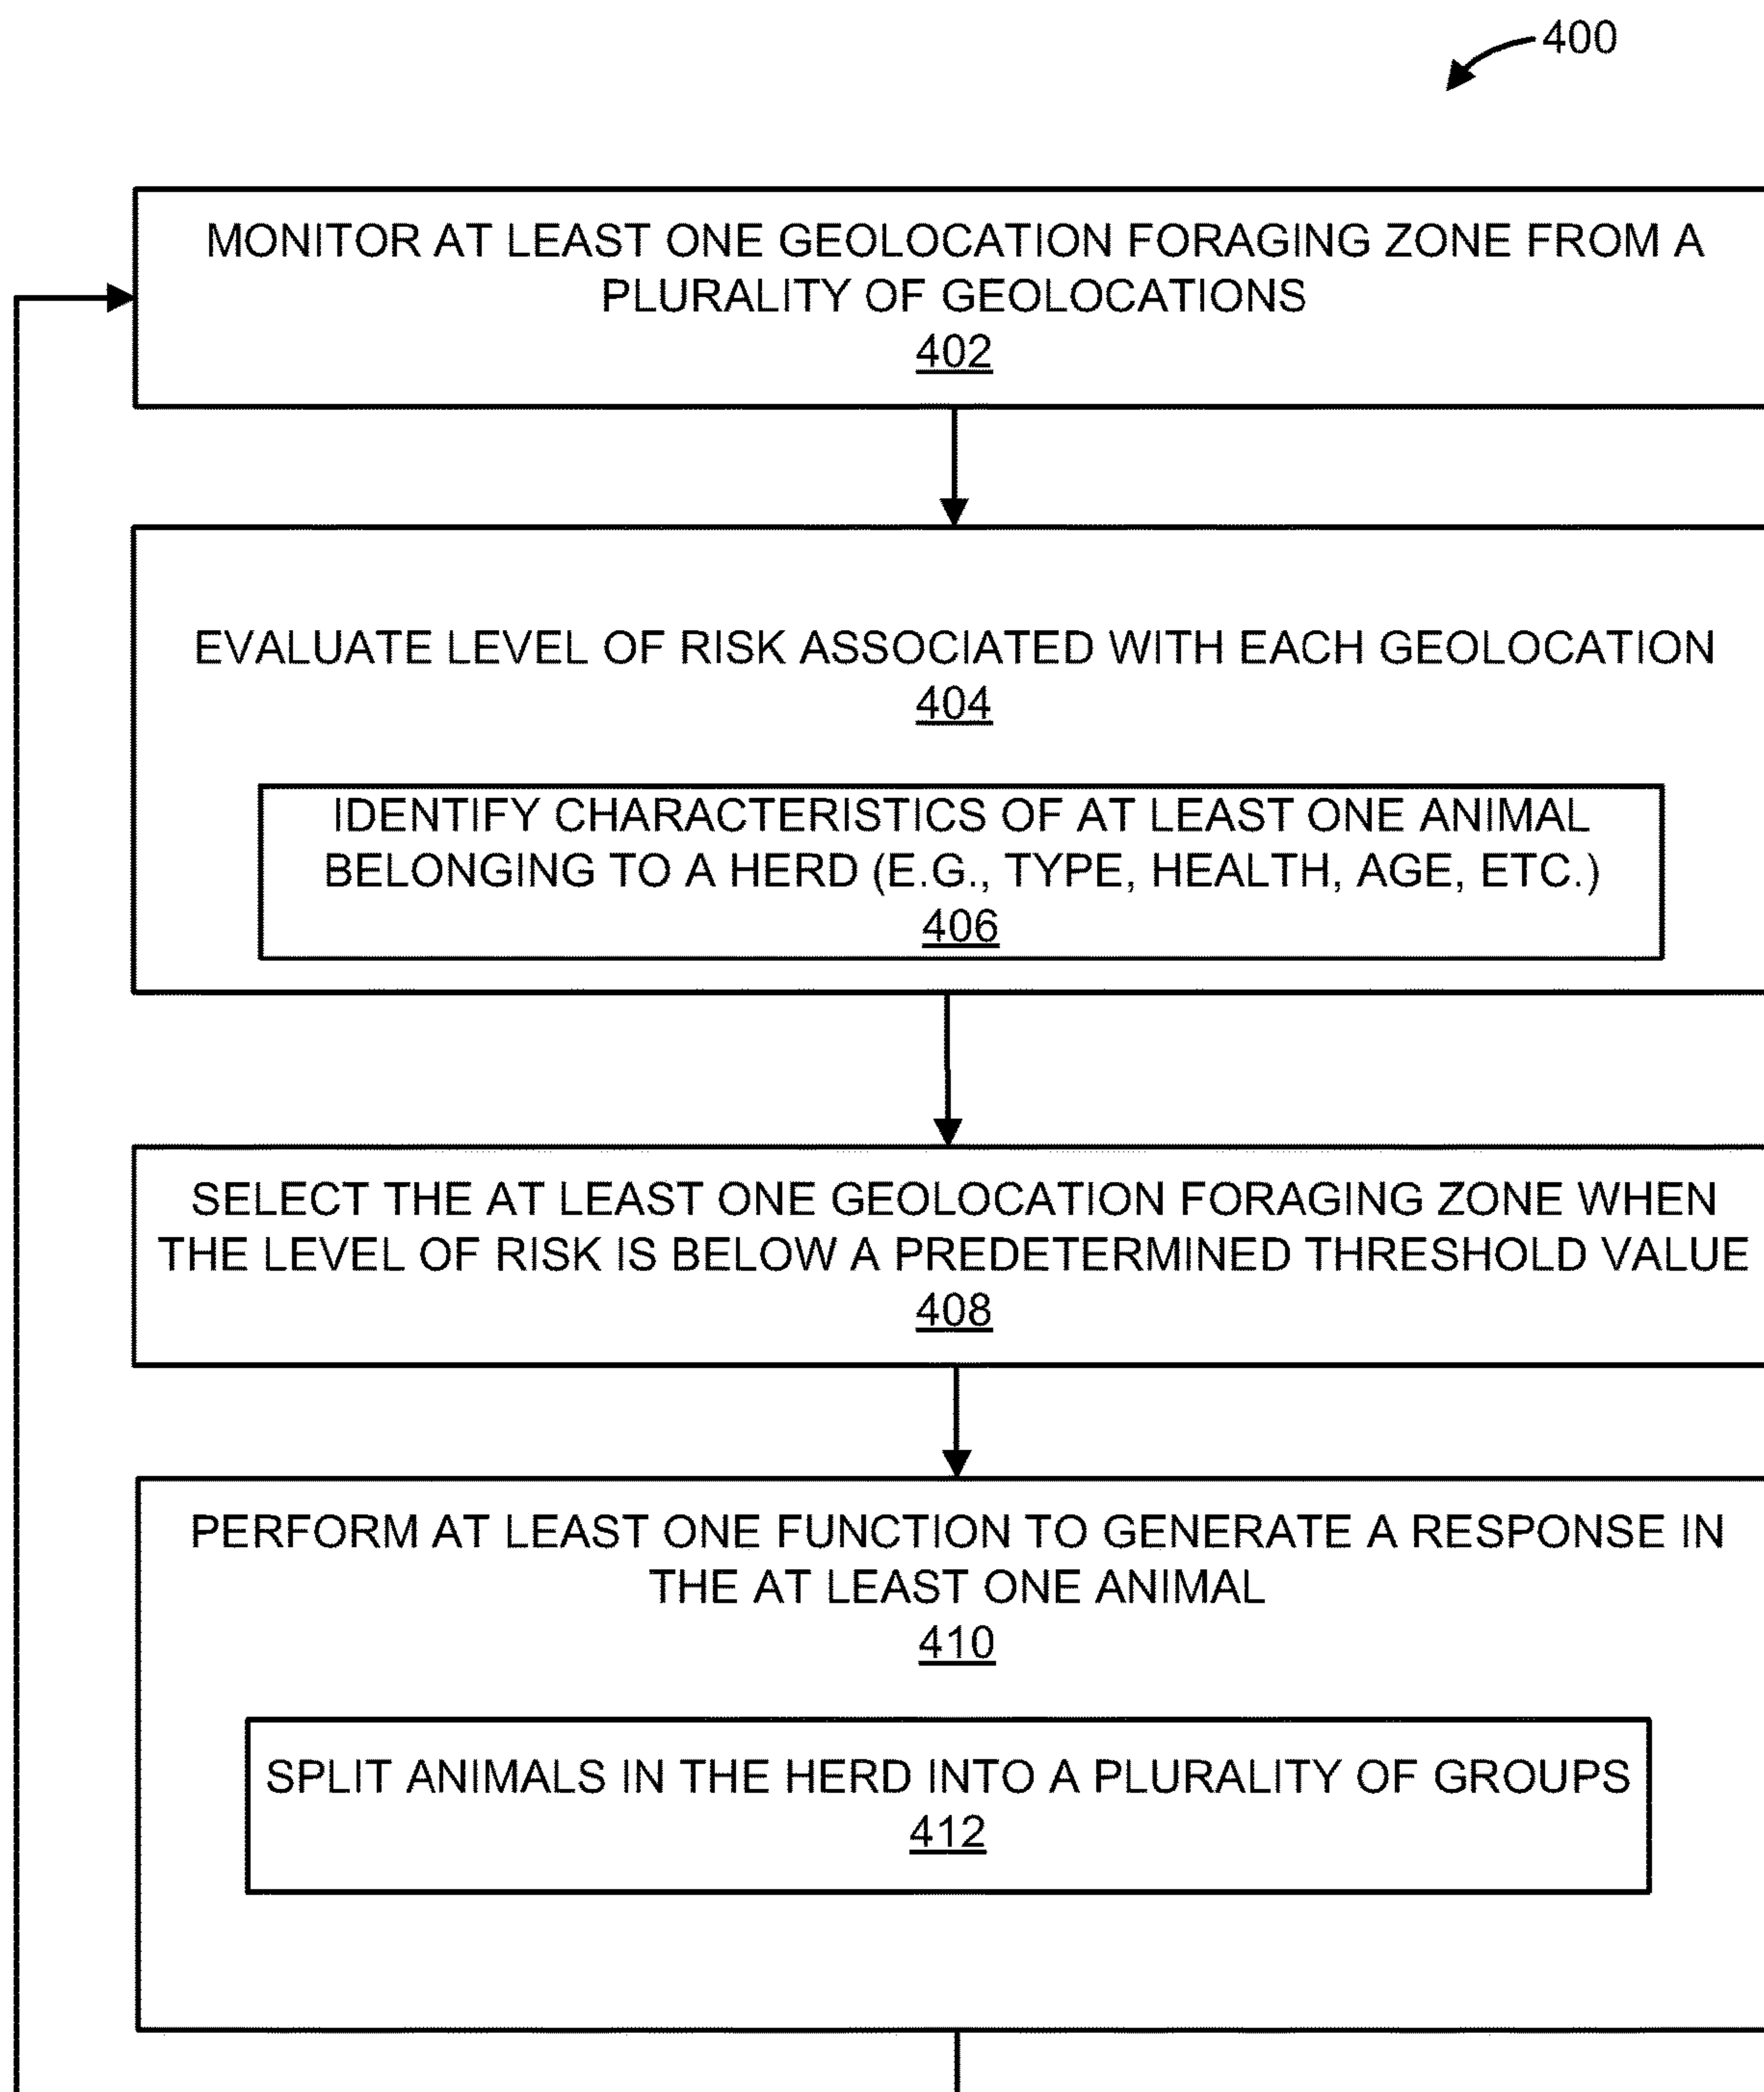 400
MONITOR AT LEAST ONE GEOLOCATION FORAGING ZONE FROM A
PLURALITY OF GEOLOCATIONS
402
EVALUATE LEVEL OF RISK ASSOCIATED WITH EACH GEOLOCATION
404
IDENTIFY CHARACTERISTICS OF AT LEAST ONE ANIMAL
BELONGING TO A HERD (E.G., TYPE, HEALTH, AGE, ETC.)
406
SELECT THE AT LEAST ONE GEOLOCATION FORAGING ZONE WHEN
THE LEVEL OF RISK IS BELOW A PREDETERMINED THRESHOLD VALUE
408
PERFORM AT LEAST ONE FUNCTION TO GENERATE A RESPONSE IN
THE AT LEAST ONE ANIMAL
410
SPLIT ANIMALS IN THE HERD INTO A PLURALITY OF GROUPS
412